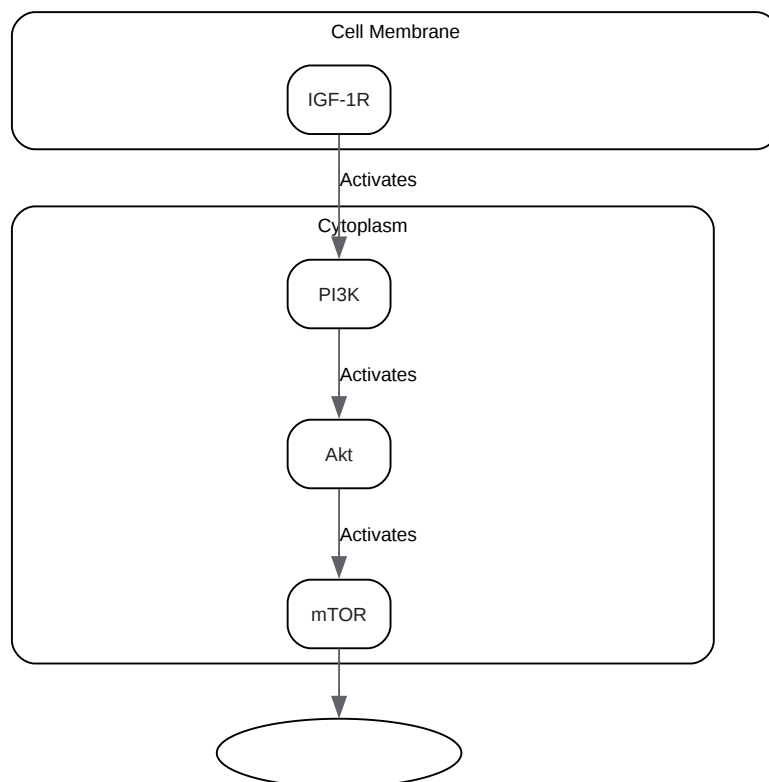 Cell Membrane
IGF-1R
Activates
Cytoplasm
PI3K
Activates
Akt
Activates
mTOR